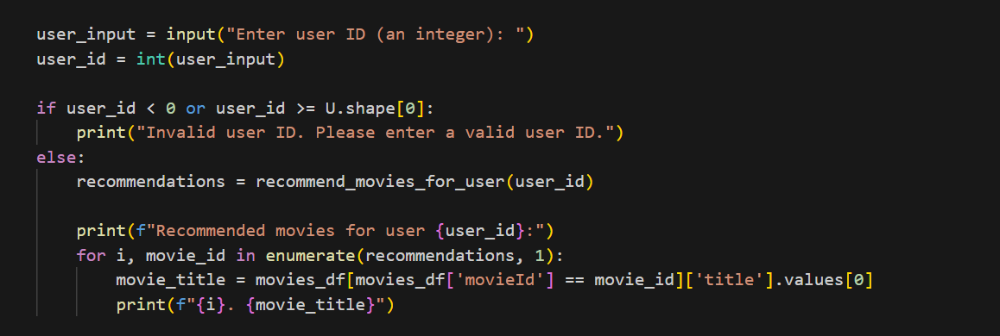 user_input = input("Enter user ID (an integer): ")
user_id = int(user_input)
if user_id < 0 or user_id >= U.shape[0]:
    print("Invalid user ID. Please enter a valid user ID.")
else:
    recommendations = recommend_movies_for_user(user_id)
    print(f"Recommended movies for user {user_id}:")
    for i, movie_id in enumerate(recommendations, 1):
        movie_title = movies_df[movies_df['movieId'] == movie_id]['title'].values[0]
        print(f"{i}. {movie_title}")